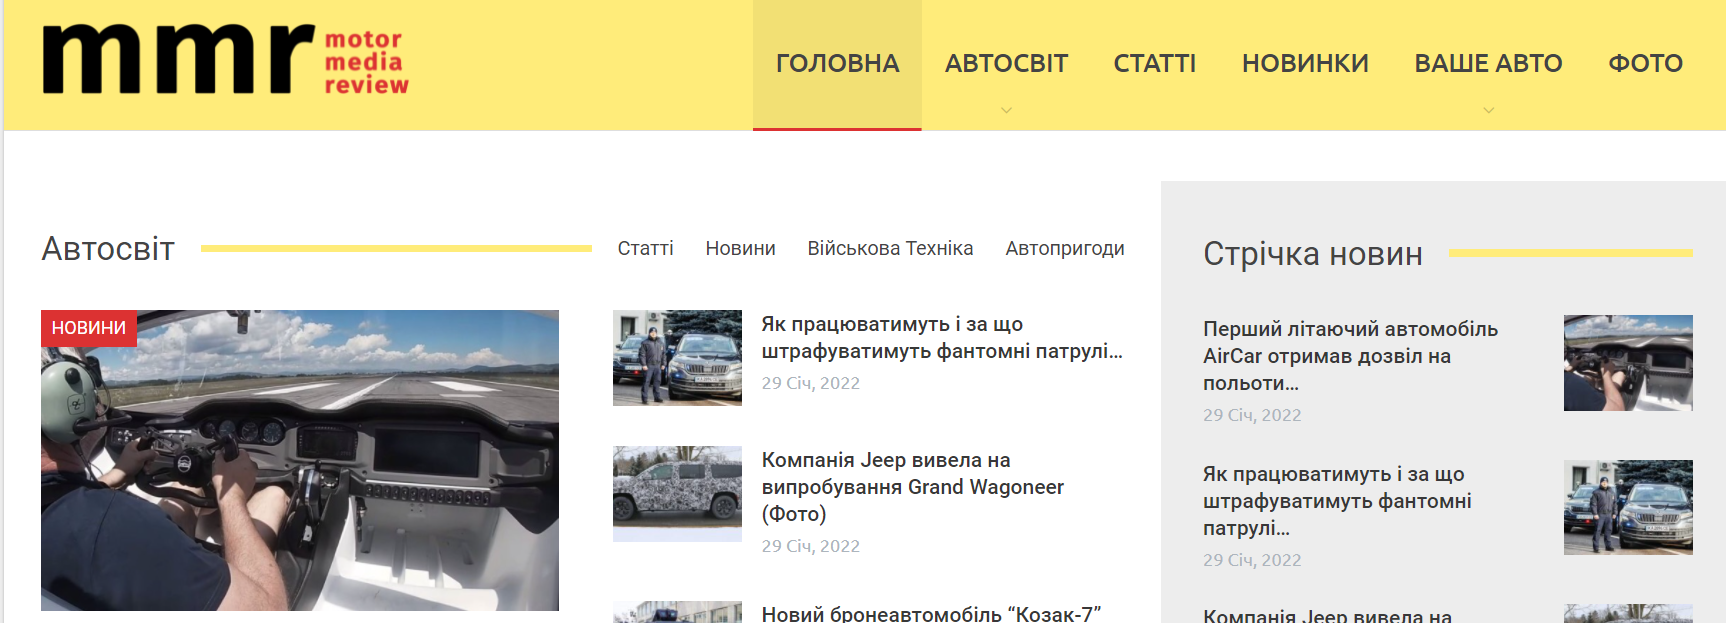 mmr
motor
media
review
ГОЛОВНА
АВТОСВІТ
СТАТТІ
НОВИНКИ
ВАШЕ АВТО
ФОТО
Автосвіт
Статті
Новини
Військова Техніка
Автопригоди
НОВИНИ
Як працюватимуть і за що
штрафуватимуть фантомні патрулі...
29 Січ, 2022
Компанія Jeep вивела на
випробування Grand Wagoneer
(Фото)
29 Січ, 2022
Новий бронеавтомобіль “Козак-7”
Стрічка новин
Перший літаючий автомобіль
AirCar отримав дозвіл на
польоти...
29 Січ, 2022
Як працюватимуть і за що
штрафуватимуть фантомні
патрулі...
29 Січ, 2022
Компанія Jeep вивела на